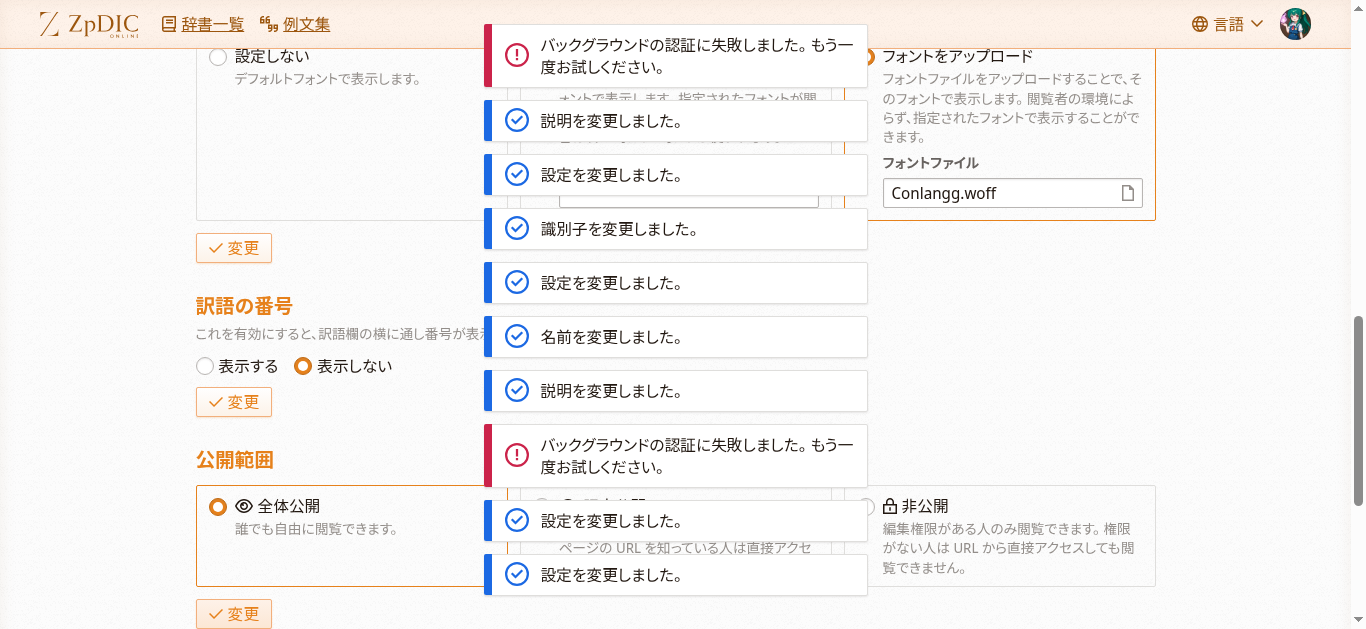 ZpDIC
ONLINE
辞書一覧
例文集
言語
設定しない
デフォルトフォントで表示します。
フォントをアップロード
フォントファイルをアップロードすることで、そ
のフォントで表示します。閲覧者の環境によ
らず、指定されたフォントで表示することがで
きます。
フォントファイル
Conlangg.woff
変更
訳語の番号
これを有効にすると、訳語欄の横に通し番号が表
表示する
表示しない
変更
公開範囲
全体公開
誰でも自由に閲覧できます。
ページの URL を知っている人は直接アクセ
非公開
編集権限がある人のみ閲覧できます。権限
がない人は URL から直接アクセスしても閲
覧できません。
変更
バックグラウンドの認証に失敗しました。もう一
度お試しください。
説明を変更しました。
設定を変更しました。
識別子を変更しました。
設定を変更しました。
名前を変更しました。
説明を変更しました。
バックグラウンドの認証に失敗しました。もう一
度お試しください。
設定を変更しました。
設定を変更しました。